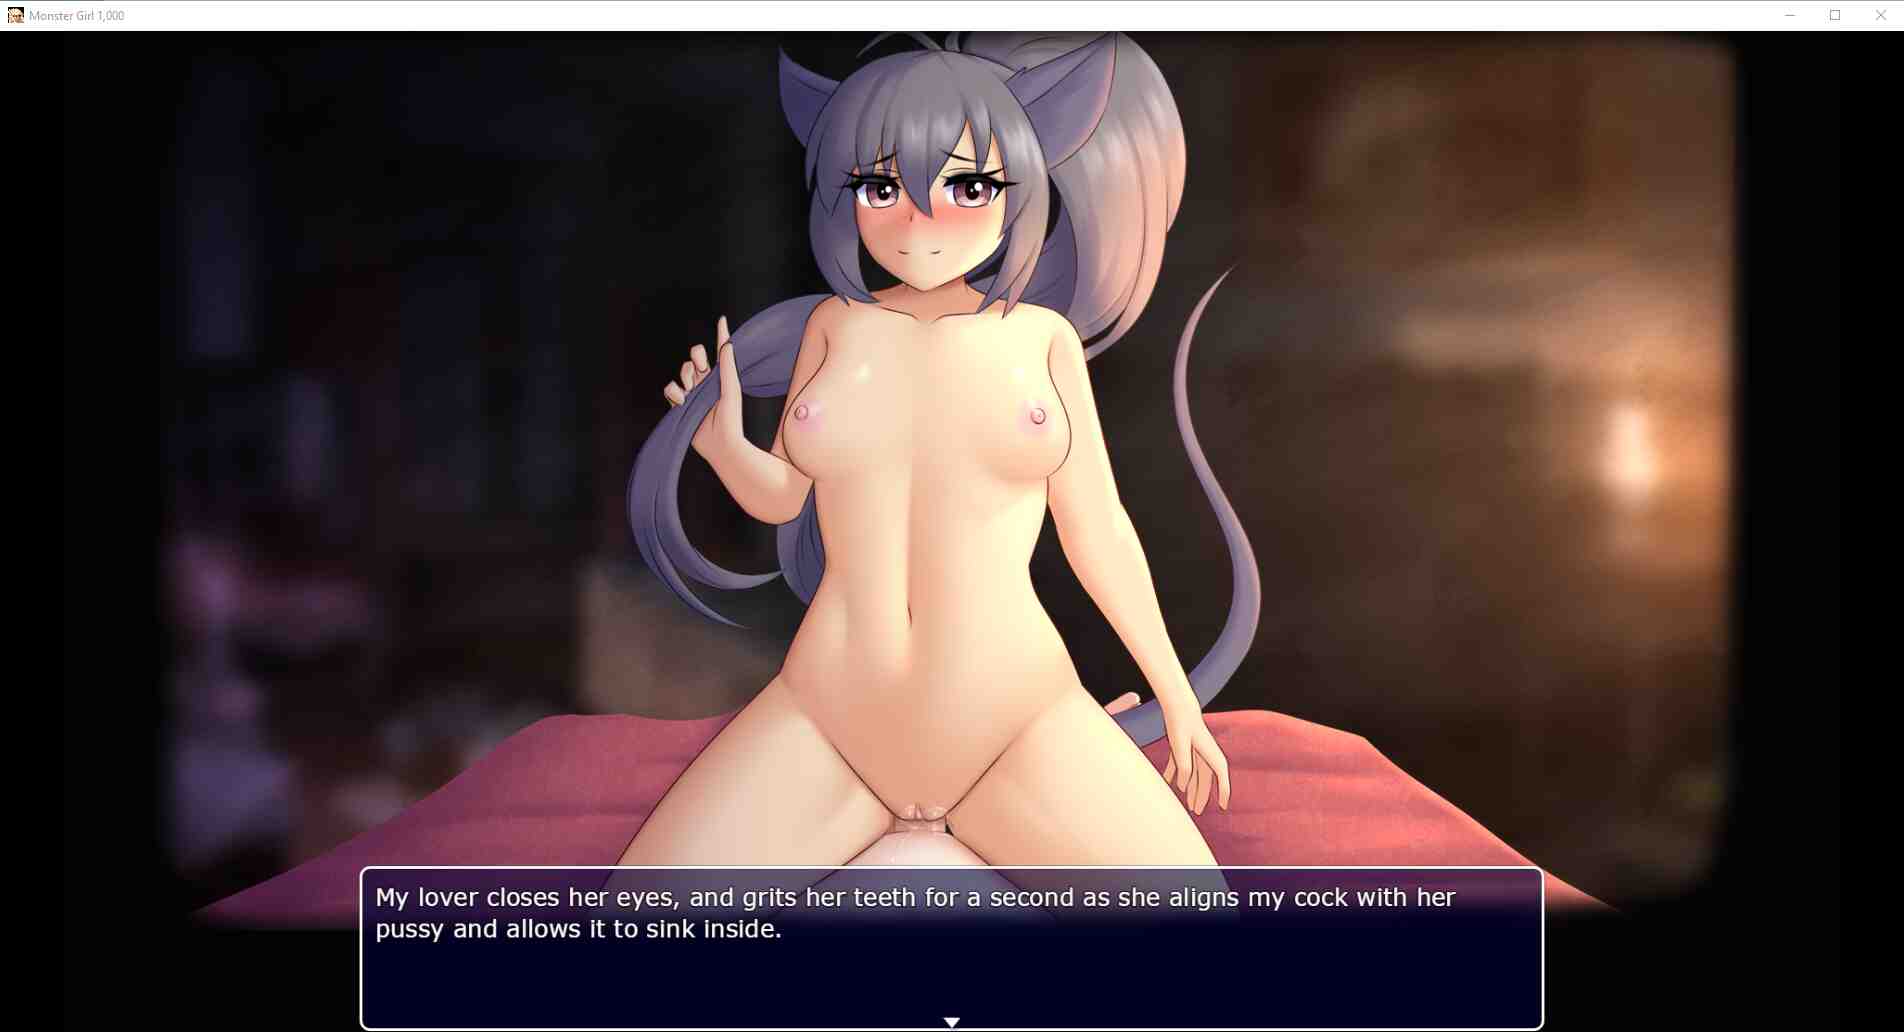 Monster Girl 1,000
My lover closes her eyes, and grits her teeth for a second as she aligns my cock with her
pussy and allows it to sink inside.